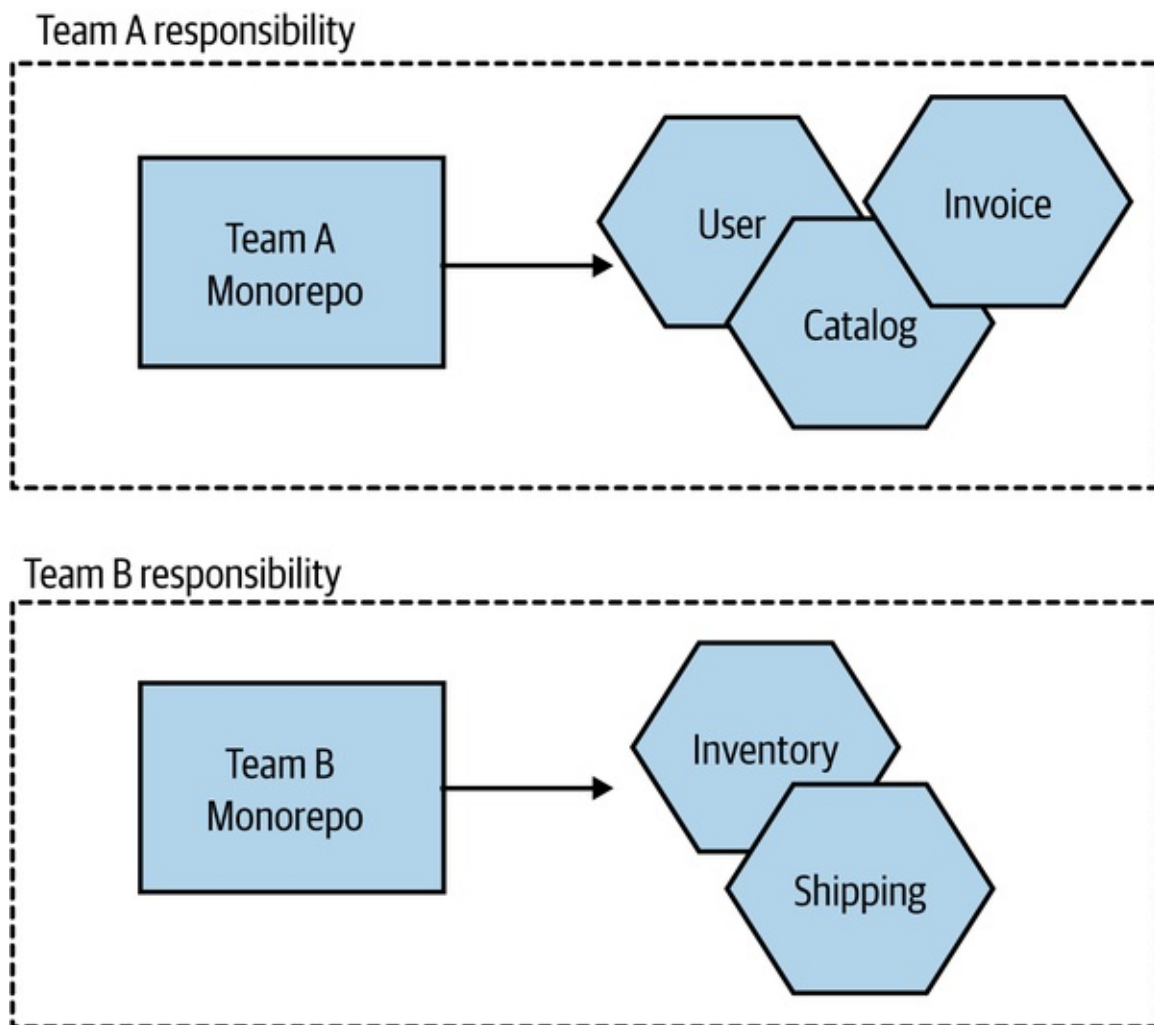 Team A responsibility
Team A
Monorepo
User
Invoice
Catalog
Team B responsibility
Team B
Monorepo
Inventory
Shipping